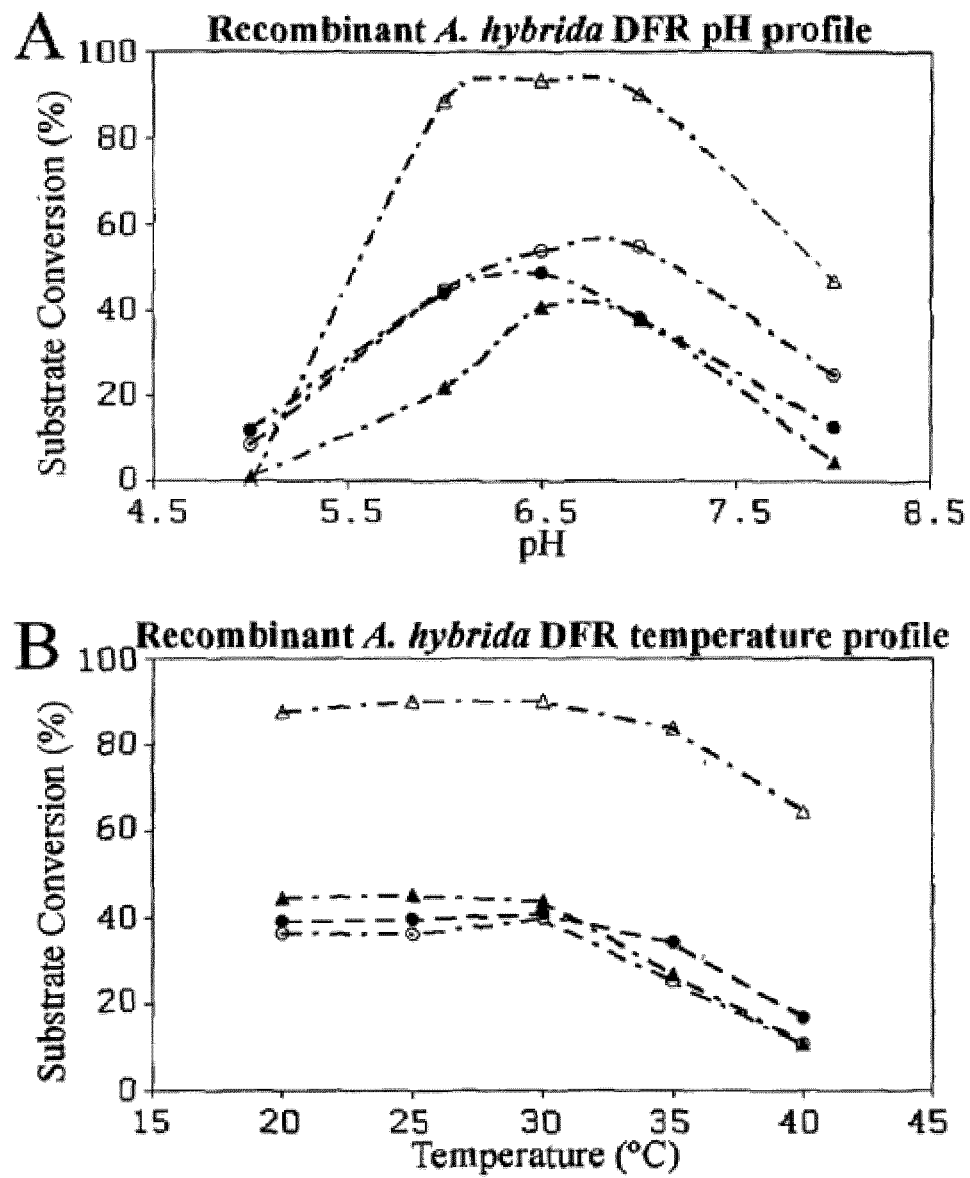 A Recombinant A. hybrida DFR pH profile
100
80
60
40
20
0
Substrate Conversion (%)
4.5 5.5 6.5 7.5 8.5
pH
B Recombinant A. hybrida DFR temperature profile
100
80
60
40
20
0
Substrate Conversion (%)
15 20 25 30 35 40 45
Temperature (°C)